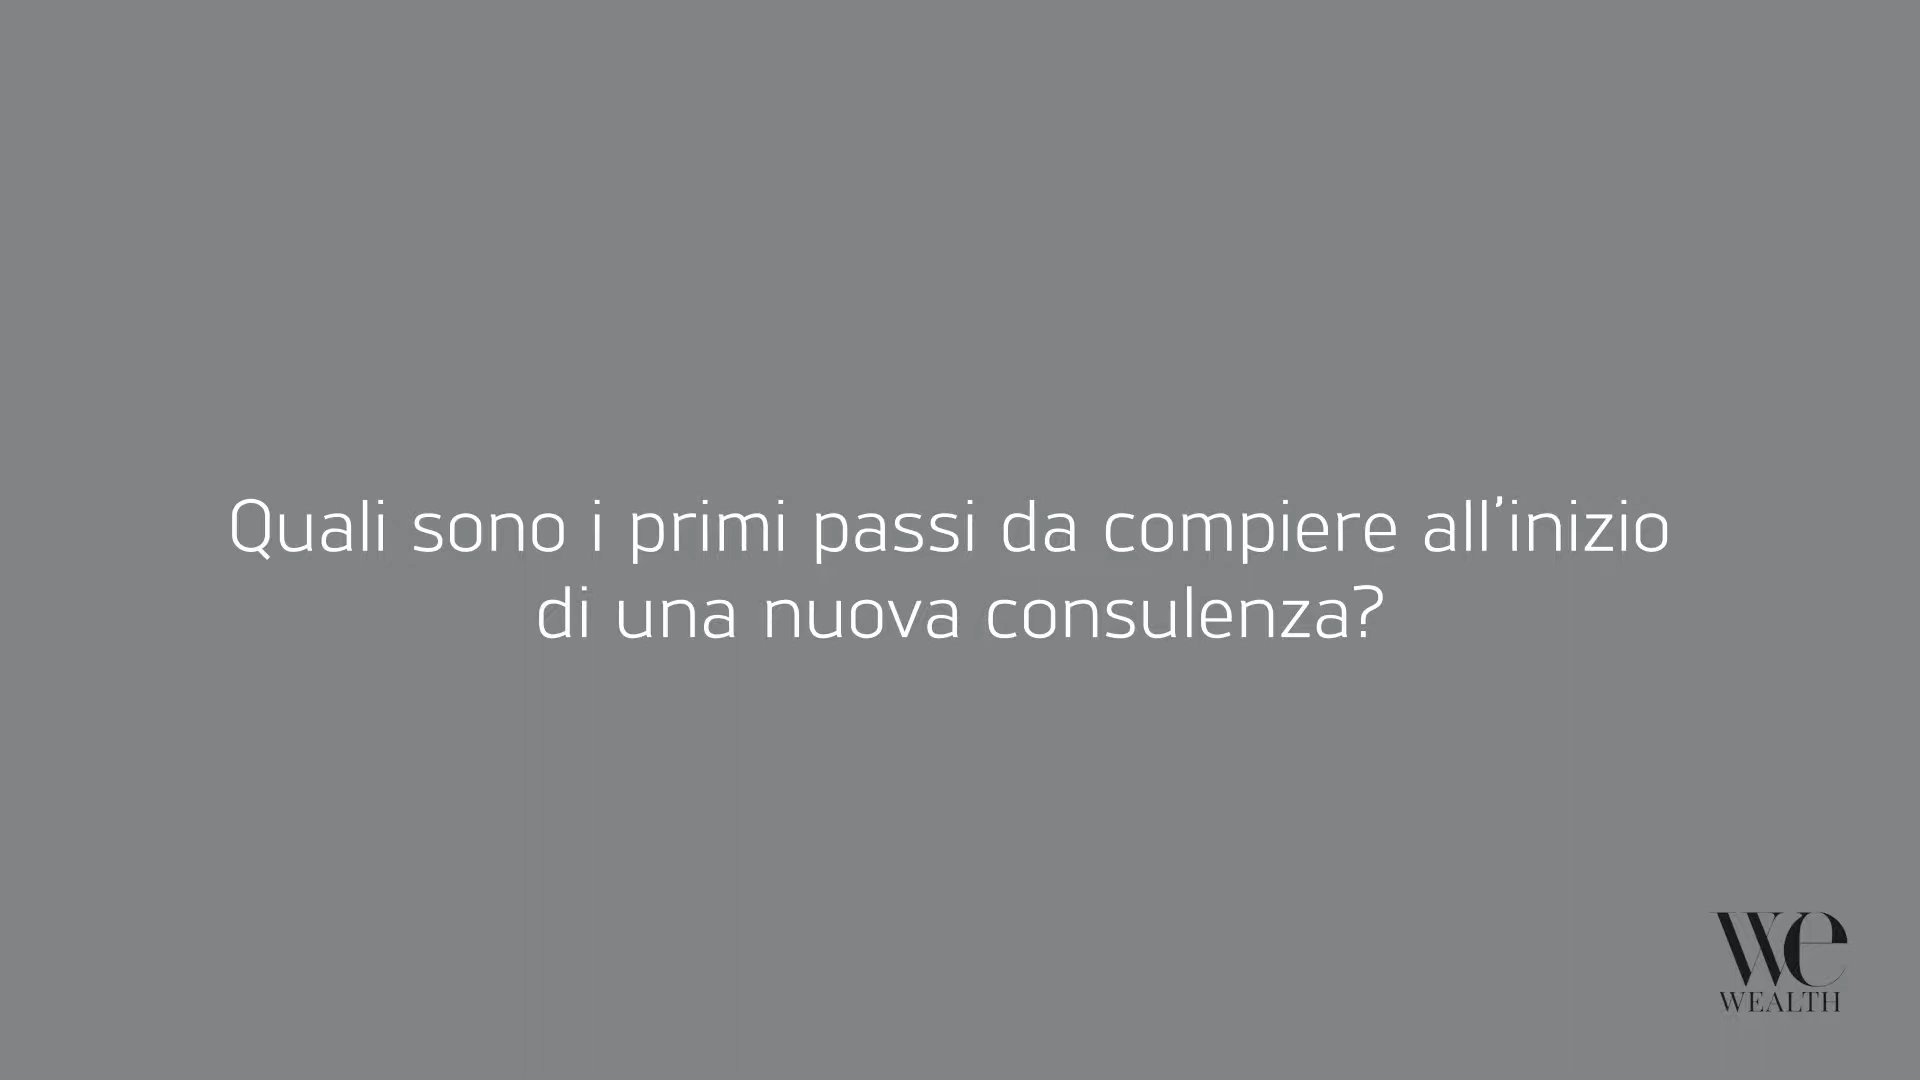 Quali sono i primi passi da compiere all’inizio
di una nuova consulenza?
we
WEALTH